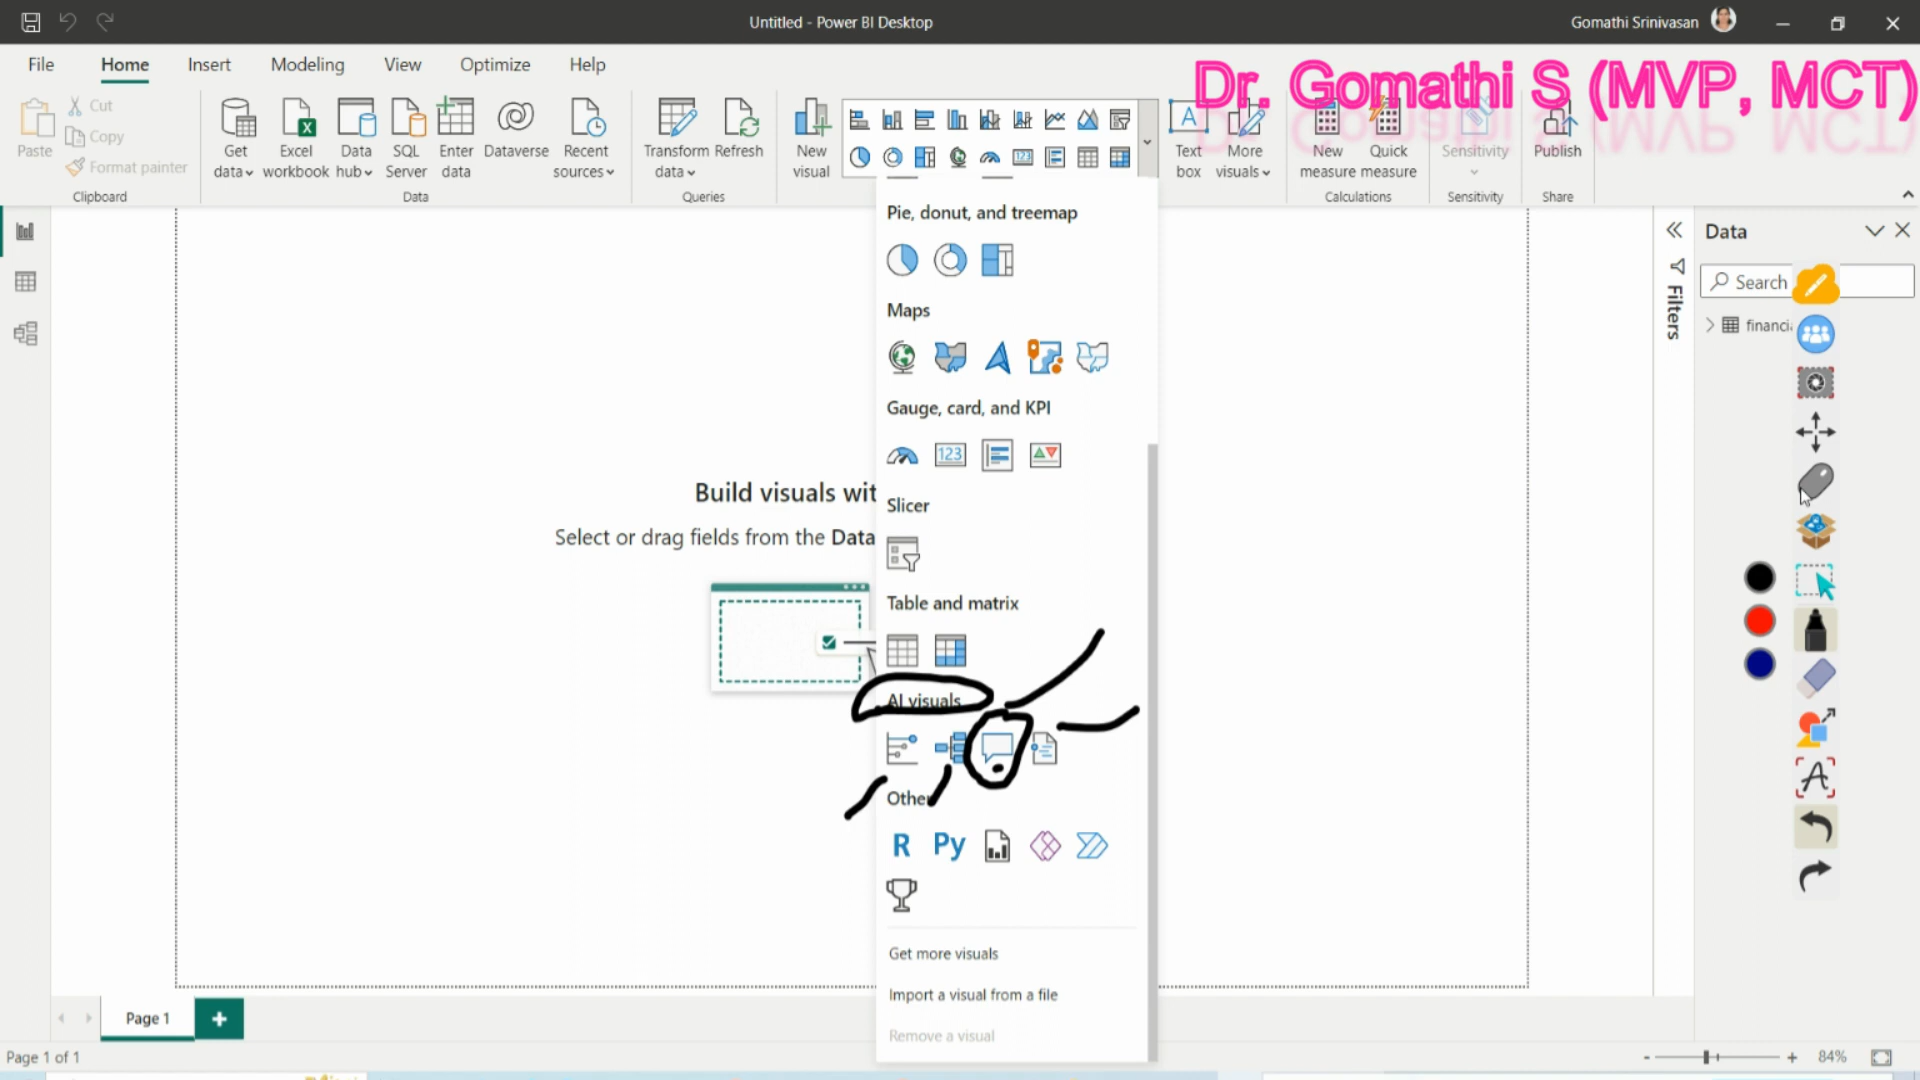 Untitled - Power BI Desktop
Gomathi Srinivasan
File Home Insert Modeling View Optimize Help
Dr. Gomathi S (MVP, MCT)
Paste
Cut
Copy
Format painter
Clipboard
Get data
Excel workbook
Data hub
SQL Server
Enter data
Dataverse
Recent sources
Data
Transform data
Refresh
Queries
New visual
Text box
More visuals
New measure
Quick measure
Calculations
Sensitivity
Sensitivity
Publish
Share
Pie, donut, and treemap
Maps
Gauge, card, and KPI
123
Slicer
Table and matrix
AI visuals
Other
R Py
Get more visuals
Import a visual from a file
Remove a visual
Build visuals wit
Select or drag fields from the Data
Filters
Data
Search
financi
Page 1
Page 1 of 1
84%